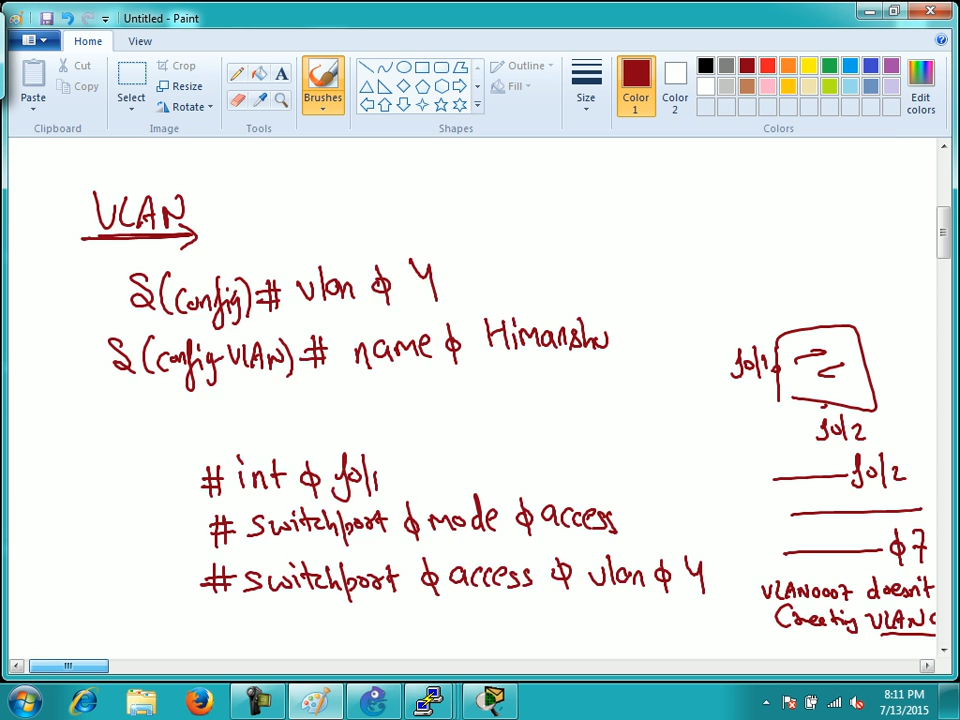 Untitled - Paint
Home
View
Paste
Cut
Copy
Clipboard
Select
Crop
Resize
Rotate
Image
Tools
Brushes
Outline
Fill
Shapes
Size
Color 1
Color 2
Edit colors
Colors
VLAN
S(config)# vlan ϕ 4
S(config-VLAN)# name ϕ Himanshu
f0/1
f0/2
# int ϕ f0/1
f0/2
# switchport ϕ mode ϕ access
ϕ 7
# switchport ϕ access ϕ vlan ϕ 4
VLAN0007 doesn't
Creating VLAN
8:11 PM
7/13/2015